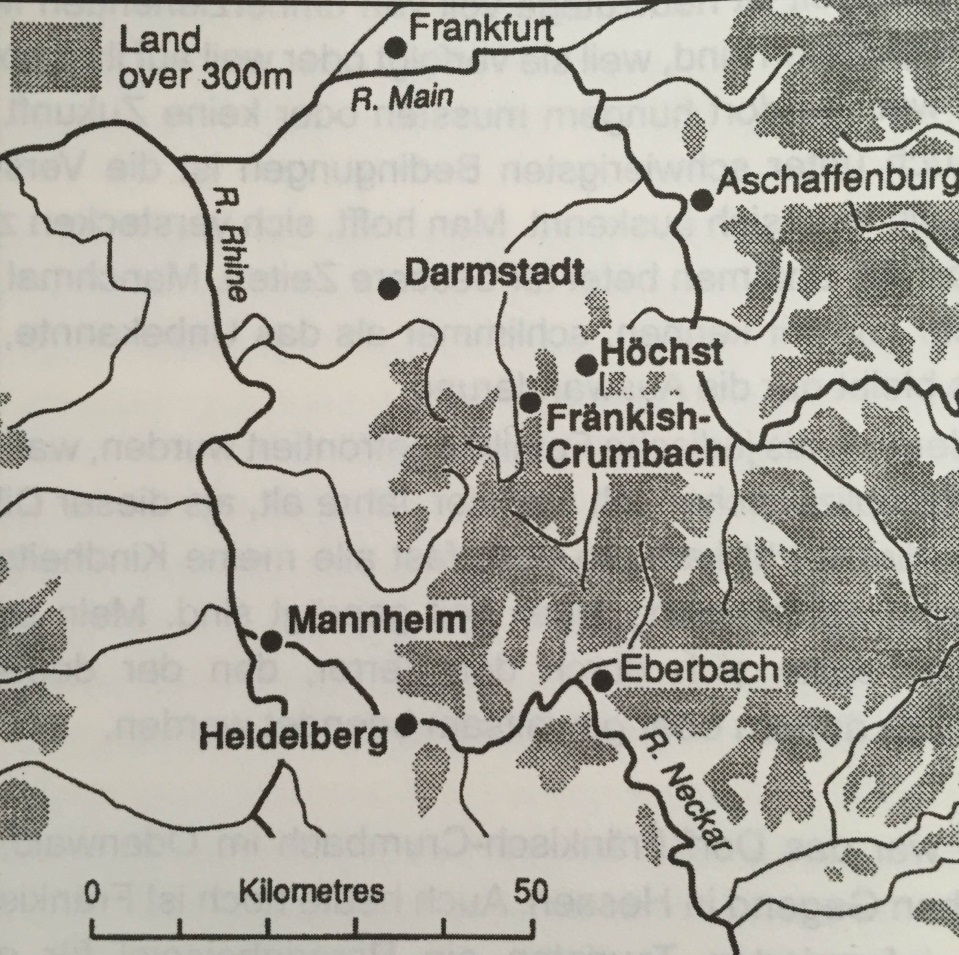 Land
over 300m
Frankfurt
R. Main
Aschaffenburg
R. Rhine
Darmstadt
Höchst
Fränkish-
Crumbach
Mannheim
Eberbach
Heidelberg
R. Neckar
0 Kilometres 50